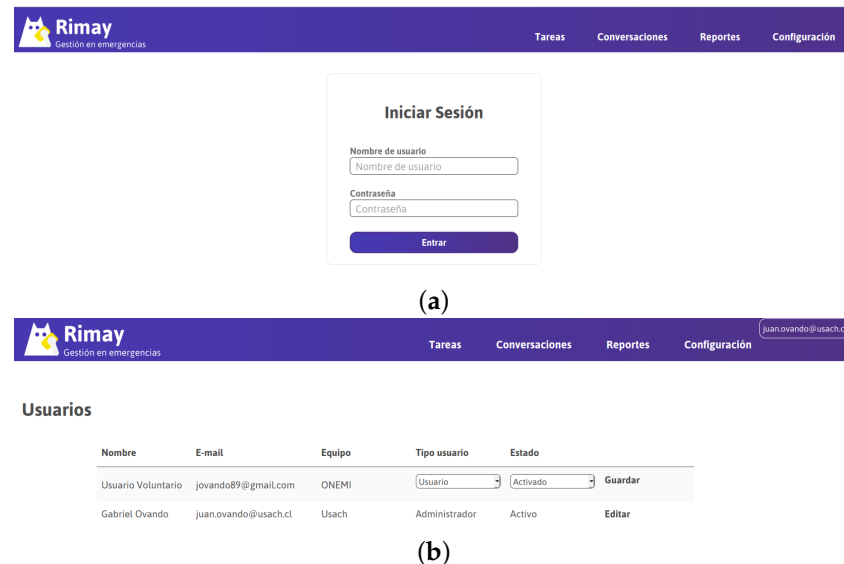 Rimay
Gestión en emergencias
Tareas Conversaciones Reportes Configuración
Iniciar Sesión
Nombre de usuario
Nombre de usuario
Contraseña
Contraseña
Entrar
(a)
Rimay
Gestión en emergencias
Tareas Conversaciones Reportes Configuración
juan.ovando@usach.c
Usuarios
Nombre E-mail Equipo Tipo usuario Estado
Usuario Voluntario jovando89@gmail.com ONEMI Usuario Activado Guardar
Gabriel Ovando juan.ovando@usach.cl Usach Administrador Activo Editar
(b)